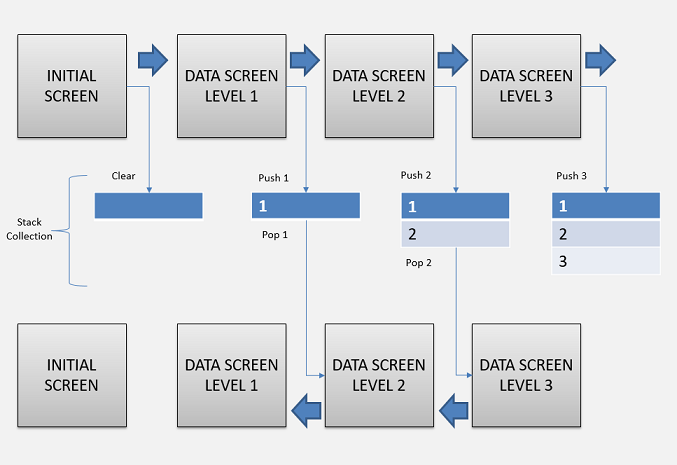 INITIAL
SCREEN
DATA SCREEN
LEVEL 1
DATA SCREEN
LEVEL 2
DATA SCREEN
LEVEL 3
Clear
Push 1
Push 2
Push 3
Stack
Collection
1
1
2
1
2
3
Pop 1
Pop 2
INITIAL
SCREEN
DATA SCREEN
LEVEL 1
DATA SCREEN
LEVEL 2
DATA SCREEN
LEVEL 3